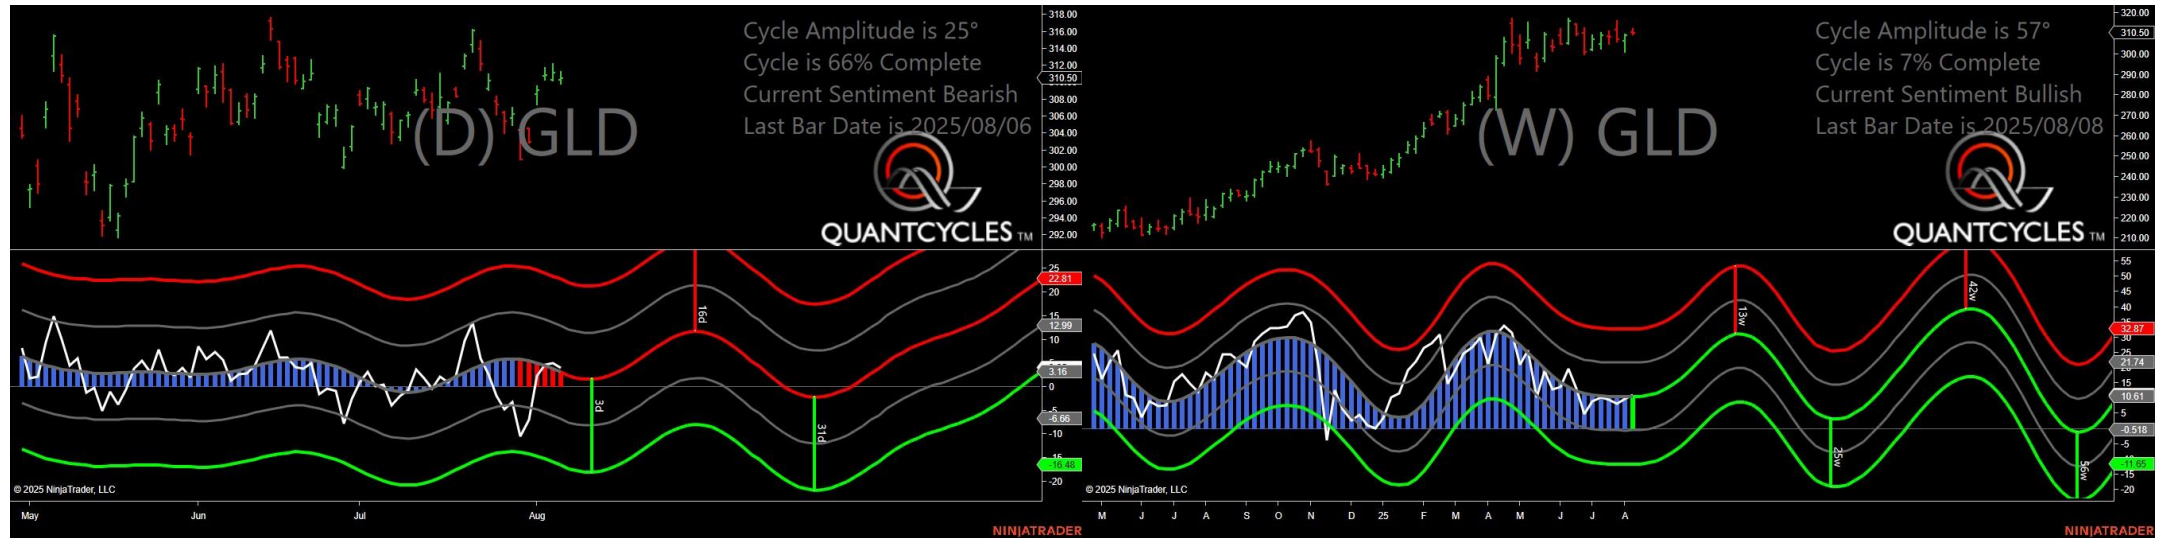 Cycle Amplitude is 25°
Cycle is 66% Complete
Current Sentiment Bearish
Last Bar Date is 2025/08/06
(D) GLD
QUANTCYCLES TM
318.00
316.00
314.00
312.00
310.50
308.00
306.00
304.00
302.00
300.00
298.00
296.00
294.00
292.00
25
22.81
20
15
12.99
10
5
3.16
0
-5
-6.66
-10
-15
-16.48
-20
16d
3d
31d
© 2025 NinjaTrader, LLC
May Jun Jul Aug
NINJATRADER
Cycle Amplitude is 57°
Cycle is 7% Complete
Current Sentiment Bullish
Last Bar Date is 2025/08/08
(W) GLD
QUANTCYCLES TM
320.00
310.50
300.00
290.00
280.00
270.00
260.00
250.00
240.00
230.00
220.00
210.00
55
50
45
40
32.87
30
21.74
15
10.61
5
-0.518
-5
-11.65
-15
-20
13w
42w
25w
56w
© 2025 NinjaTrader, LLC
M J J A S O N D 25 F M A M J J A
NINJATRADER